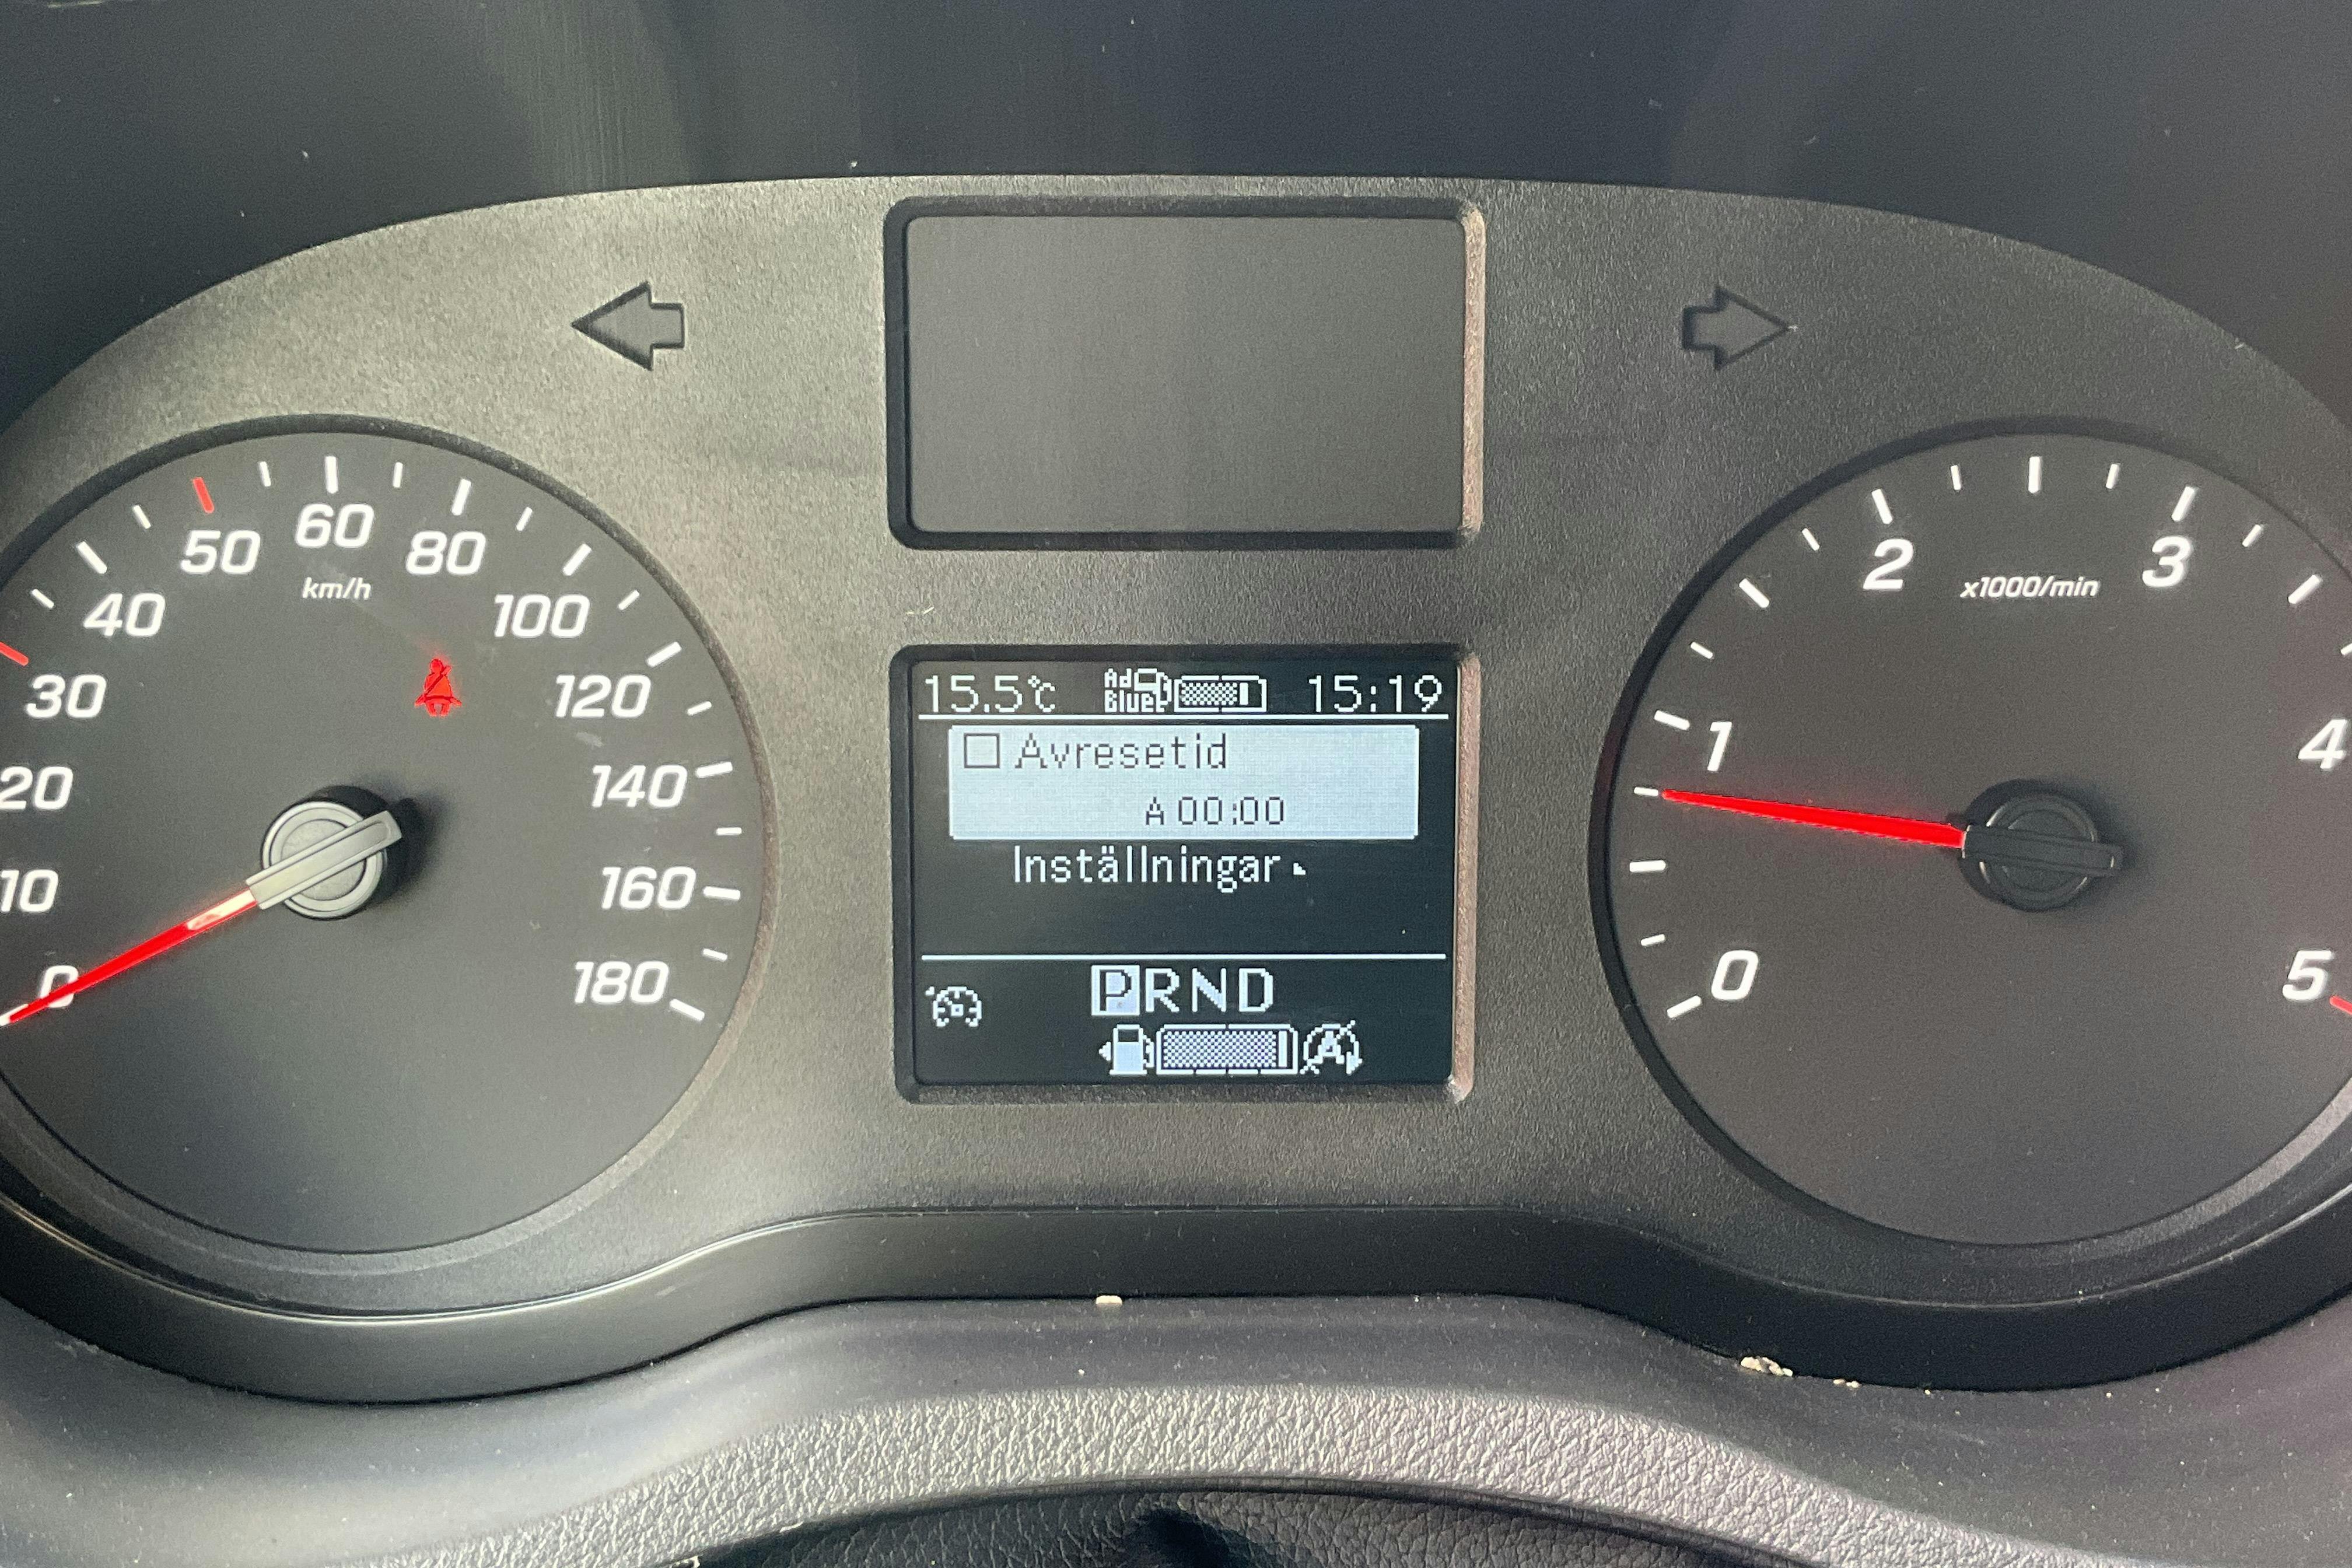 50 60 80
km/h
40 100
30 120
20 140
10 160
0 180
15.5°C Ad Blue 15:19
Avresetid
A 00:00
Inställningar
PRND
A
2 3
x1000/min
1 4
0 5